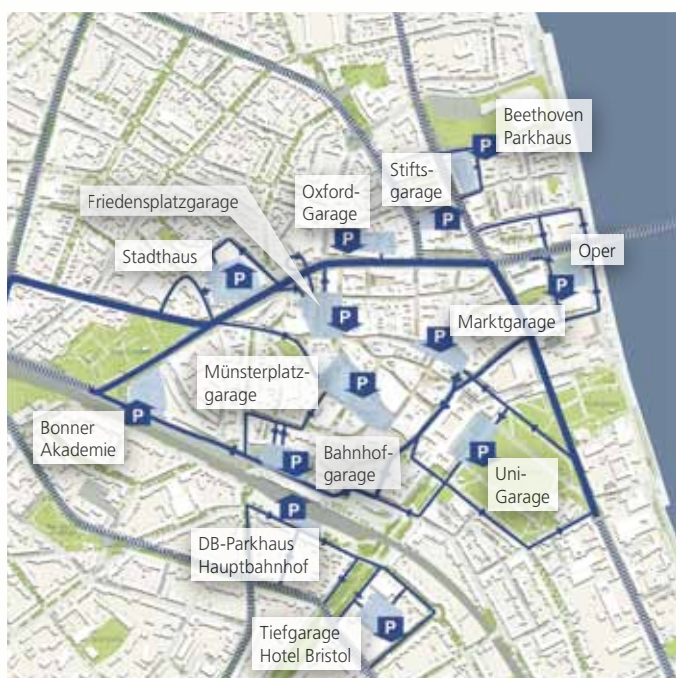 Beethoven
Parkhaus
P
Stifts-
garage
P
Oxford-
Garage
P
Friedensplatzgarage
P
Stadthaus
P
Oper
P
Marktgarage
P
Münsterplatz-
garage
P
Bonner
Akademie
P
Bahnhof-
garage
P
Uni-
Garage
P
DB-Parkhaus
Hauptbahnhof
P
Tiefgarage
Hotel Bristol
P